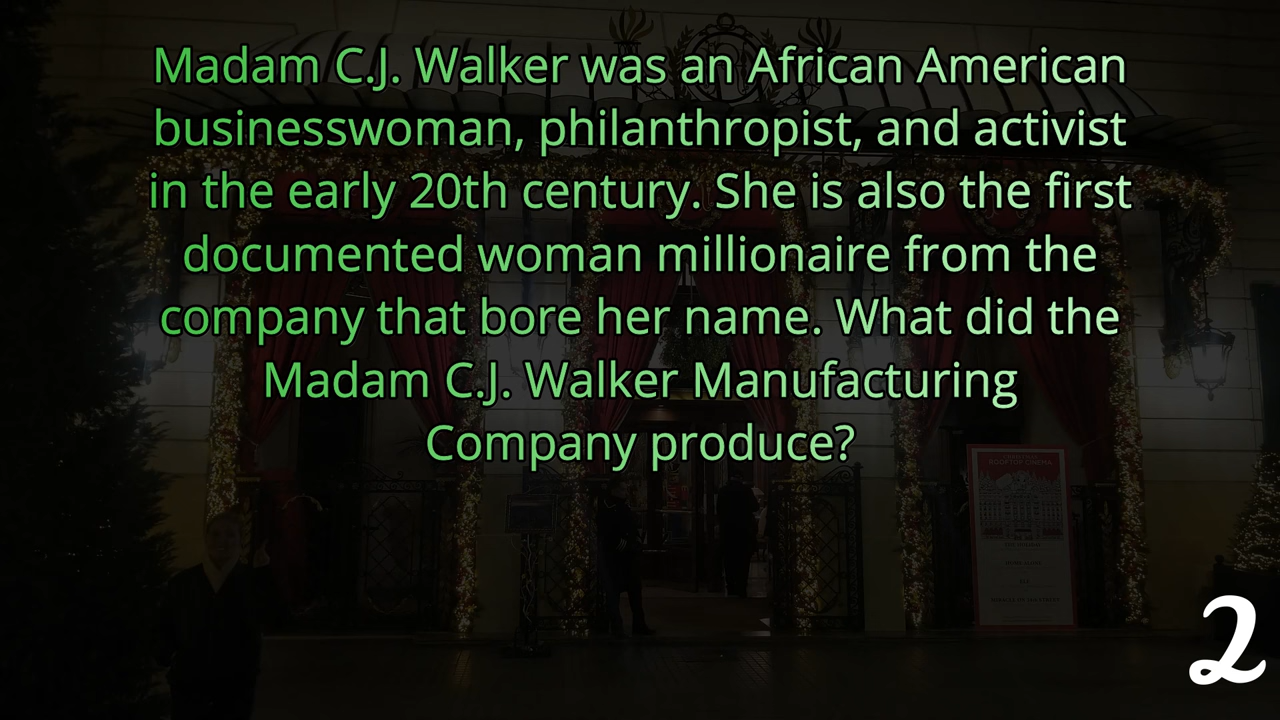 Madam C.J. Walker was an African American
businesswoman, philanthropist, and activist
in the early 20th century. She is also the first
documented woman millionaire from the
company that bore her name. What did the
Madam C.J. Walker Manufacturing
Company produce?
ROOFTOP CINEMA
2